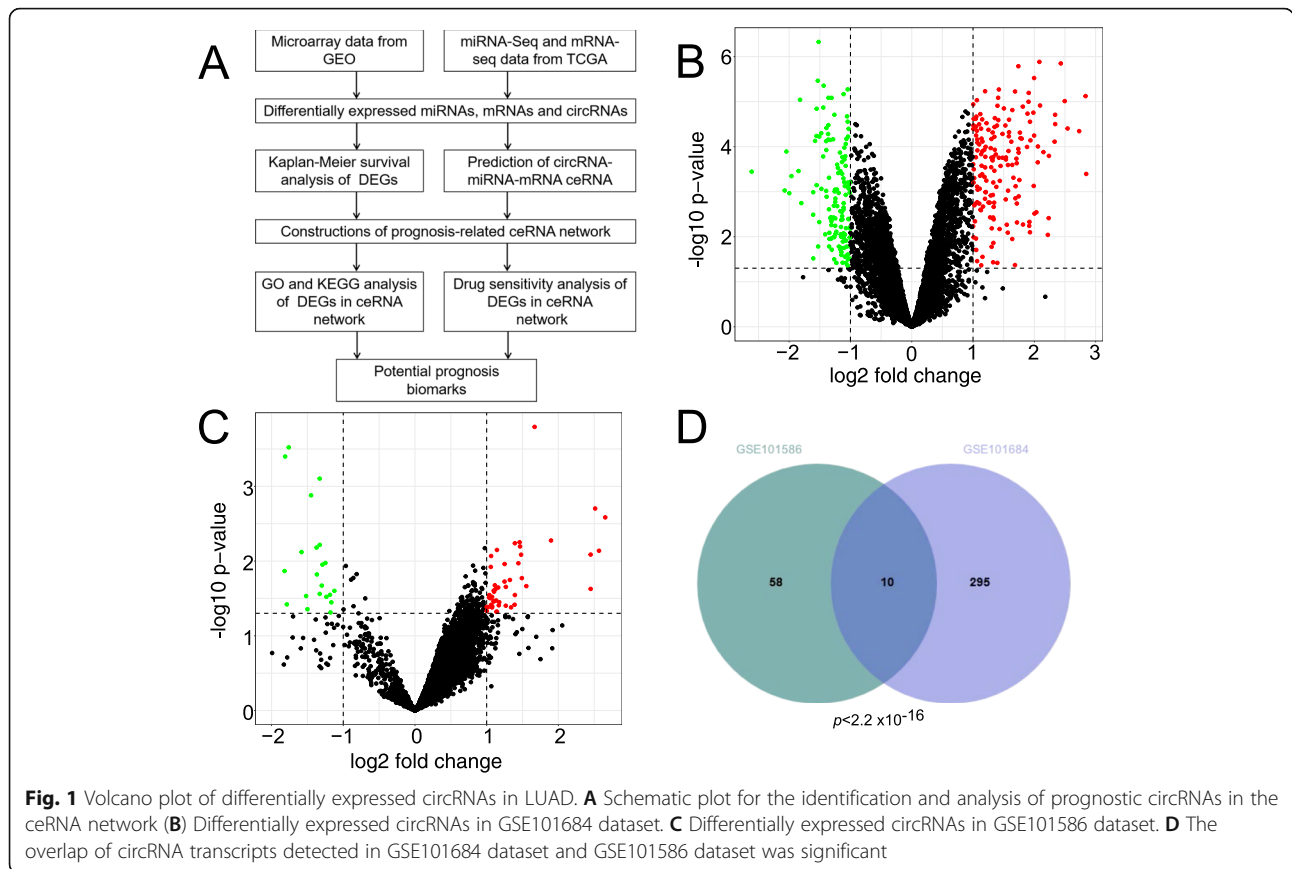 A
Microarray data from
GEO
miRNA-Seq and mRNA-
seq data from TCGA
Differentially expressed miRNAs, mRNAs and circRNAs
Kaplan-Meier survival
analysis of DEGs
Prediction of circRNA-
miRNA-mRNA ceRNA
Constructions of prognosis-related ceRNA network
GO and KEGG analysis
of DEGs in ceRNA
network
Drug sensitivity analysis of
DEGs in ceRNA
network
Potential prognosis
biomarks
B
6
4
2
0
-log10 p-value
−2
−1
0
1
2
3
log2 fold change
C
3
2
1
0
-log10 p-value
−2
−1
0
1
2
log2 fold change
D
GSE101586
GSE101684
58
10
295
p<2.2 x10-16
Fig. 1 Volcano plot of differentially expressed circRNAs in LUAD. A Schematic plot for the identification and analysis of prognostic circRNAs in the
ceRNA network (B) Differentially expressed circRNAs in GSE101684 dataset. C Differentially expressed circRNAs in GSE101586 dataset. D The
overlap of circRNA transcripts detected in GSE101684 dataset and GSE101586 dataset was significant